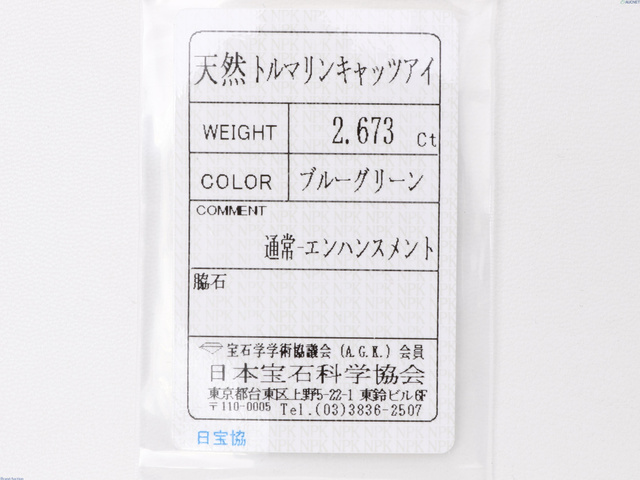 天然トルマリンキャッツアイ
WEIGHT 2.673 Ct
COLOR ブルーグリーン
COMMENT
通常-エンハンスメント
脇石
宝石学学術協議会 (A.G.K.) 会員
日本宝石科学協会
東京都台東区上野5-22-1 東鈴ビル6F
〒110-0005 Tel.(03)3836-2507
日宝協